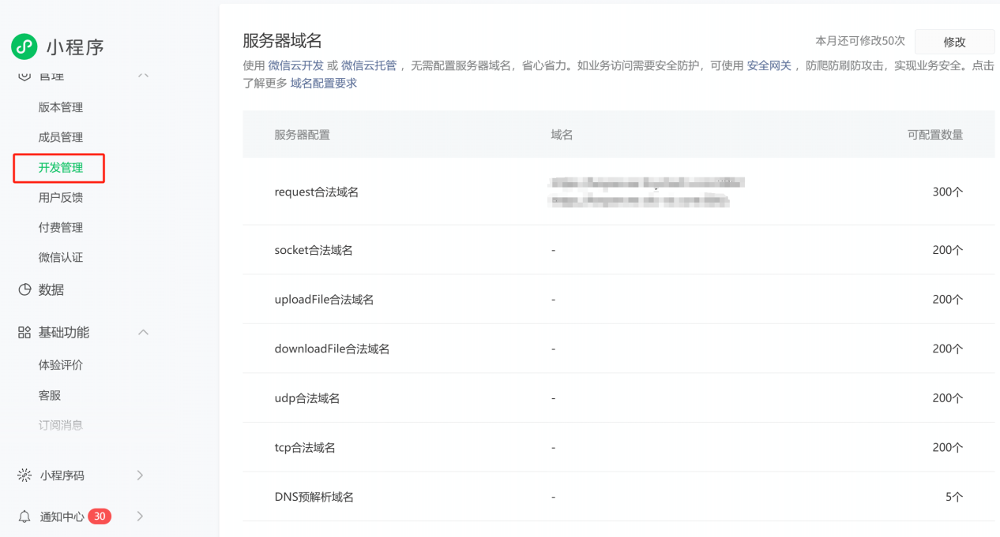 小程序
管理
版本管理
成员管理
开发管理
用户反馈
付费管理
微信认证
数据
基础功能
体验评价
客服
订阅消息
小程序码
通知中心 30
服务器域名
本月还可修改50次 修改
使用 微信云开发 或 微信云托管 ，无需配置服务器域名，省心省力。如业务访问需要安全防护，可使用 安全网关 ，防爬防刷防攻击，实现业务安全。点击
了解更多 域名配置要求
服务器配置 域名 可配置数量
request合法域名 300个
socket合法域名 - 200个
uploadFile合法域名 - 200个
downloadFile合法域名 - 200个
udp合法域名 - 200个
tcp合法域名 - 200个
DNS预解析域名 - 5个